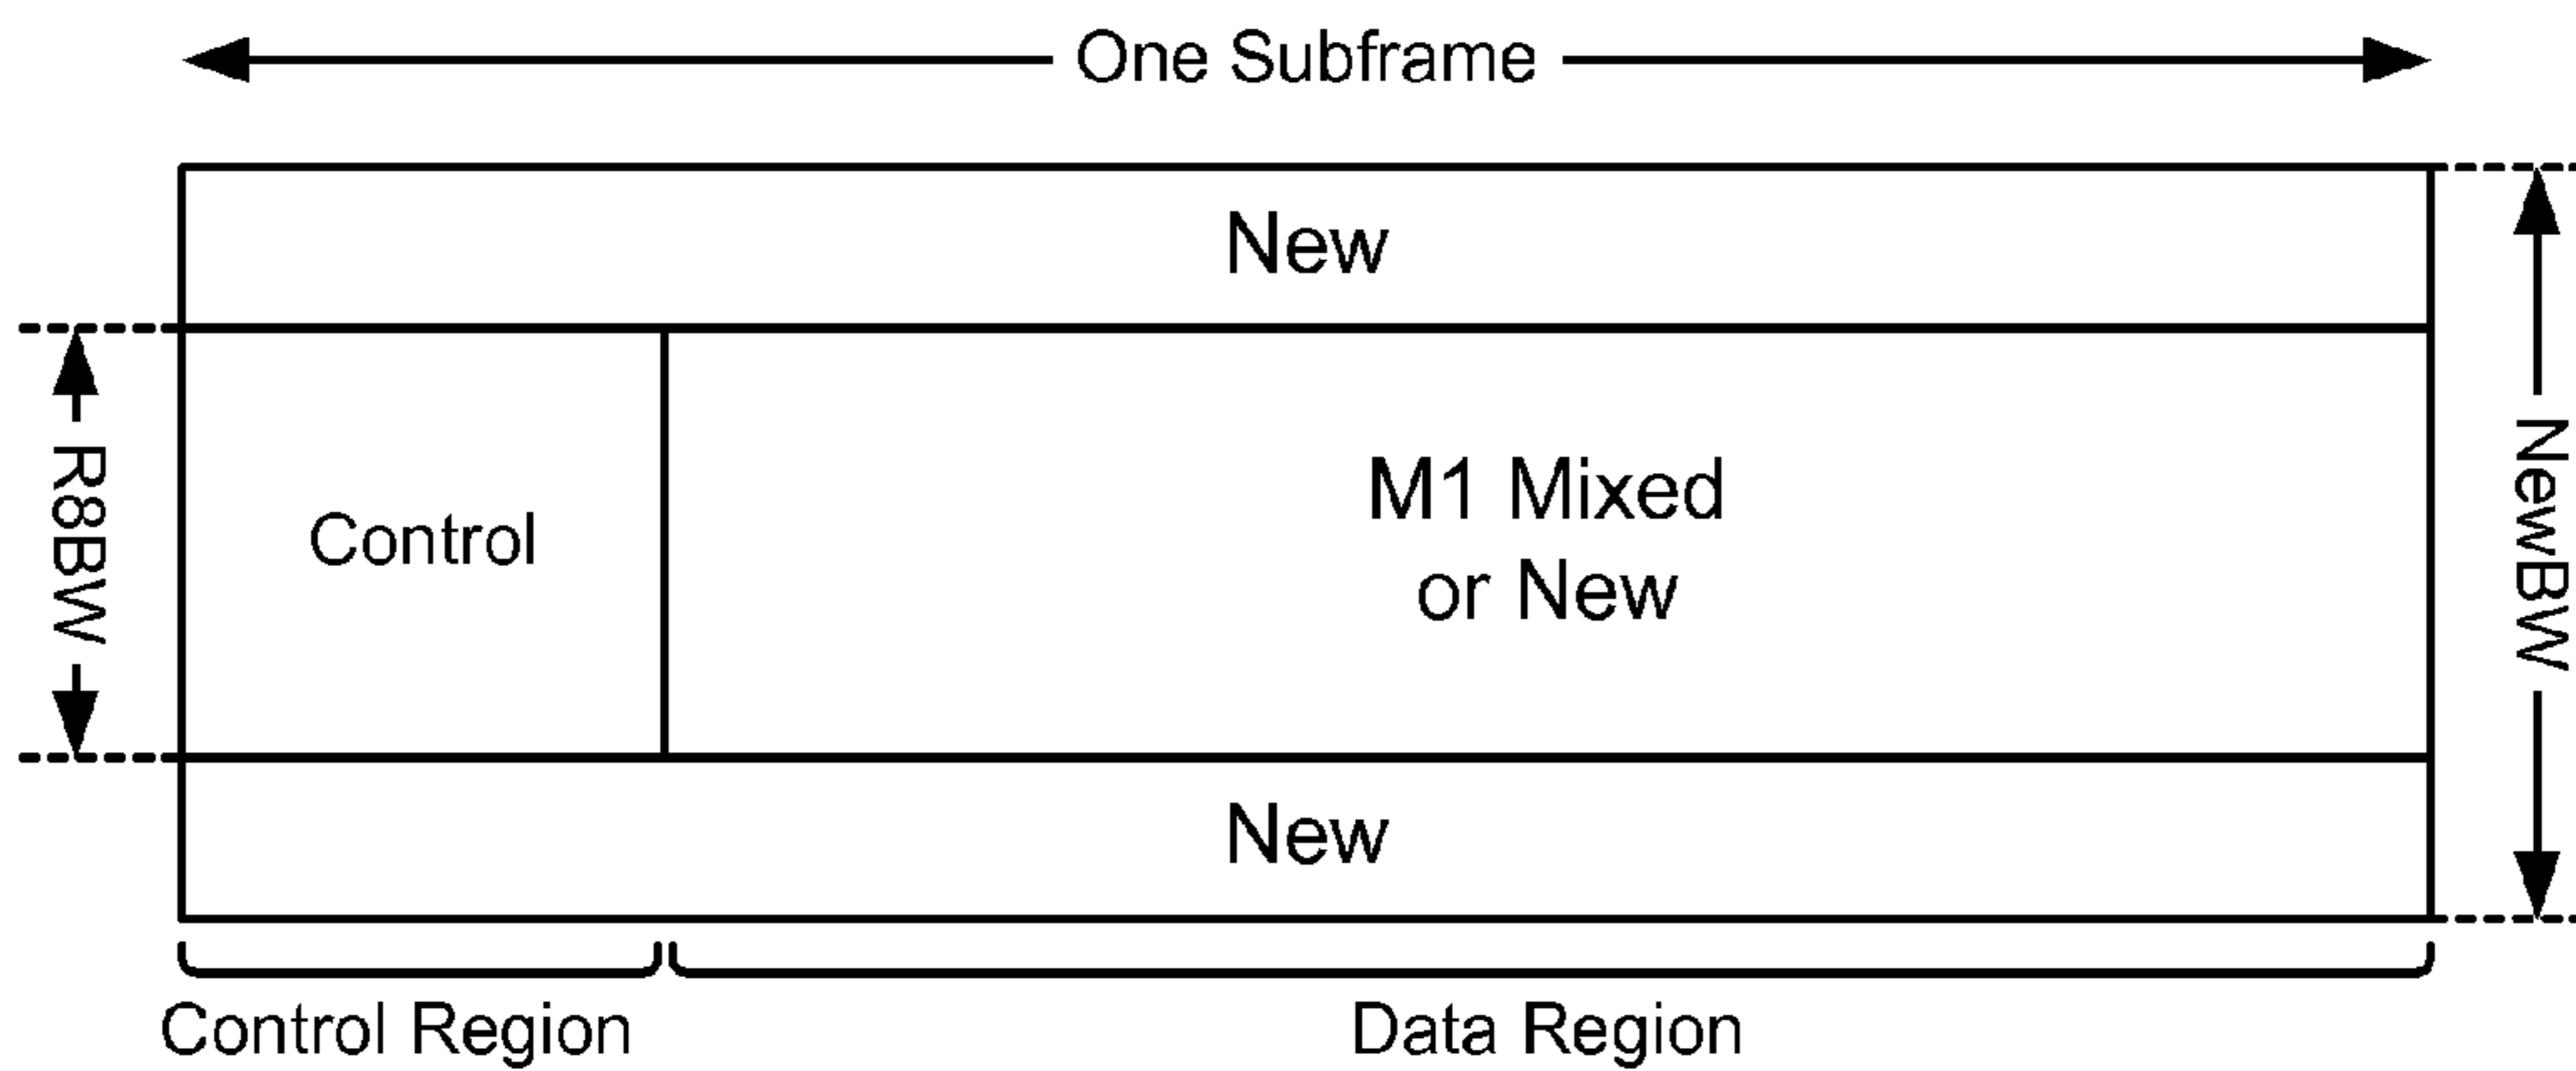 One Subframe
New
R8BW
Control
M1 Mixed
or New
NewBW
New
Control Region
Data Region